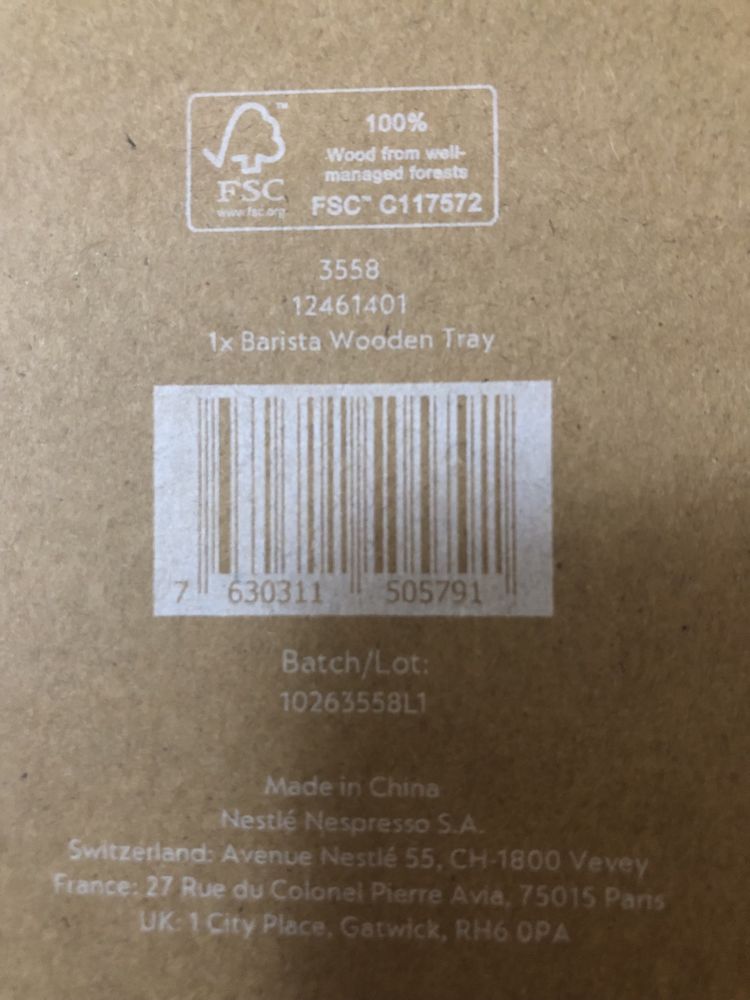 ™
FSC
www.fsc.org
100%
Wood from well-
managed forests
FSC™ C117572
3558
12461401
1x Barista Wooden Tray
7 630311 505791
Batch/Lot:
10263558L1
Made in China
Nestlé Nespresso S.A.
Switzerland: Avenue Nestlé 55, CH-1800 Vevey
France: 27 Rue du Colonel Pierre Avia, 75015 Paris
UK: 1 City Place, Gatwick, RH6 0PA